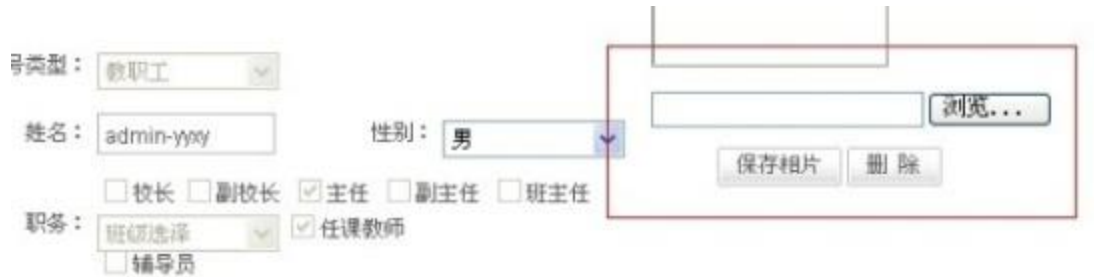 号类型： 教职工
浏览...
姓名： admin-yyxy 性别： 男
保存相片 删 除
校长 副校长 主任 副主任 班主任
职务： 班级选择 任课教师
辅导员